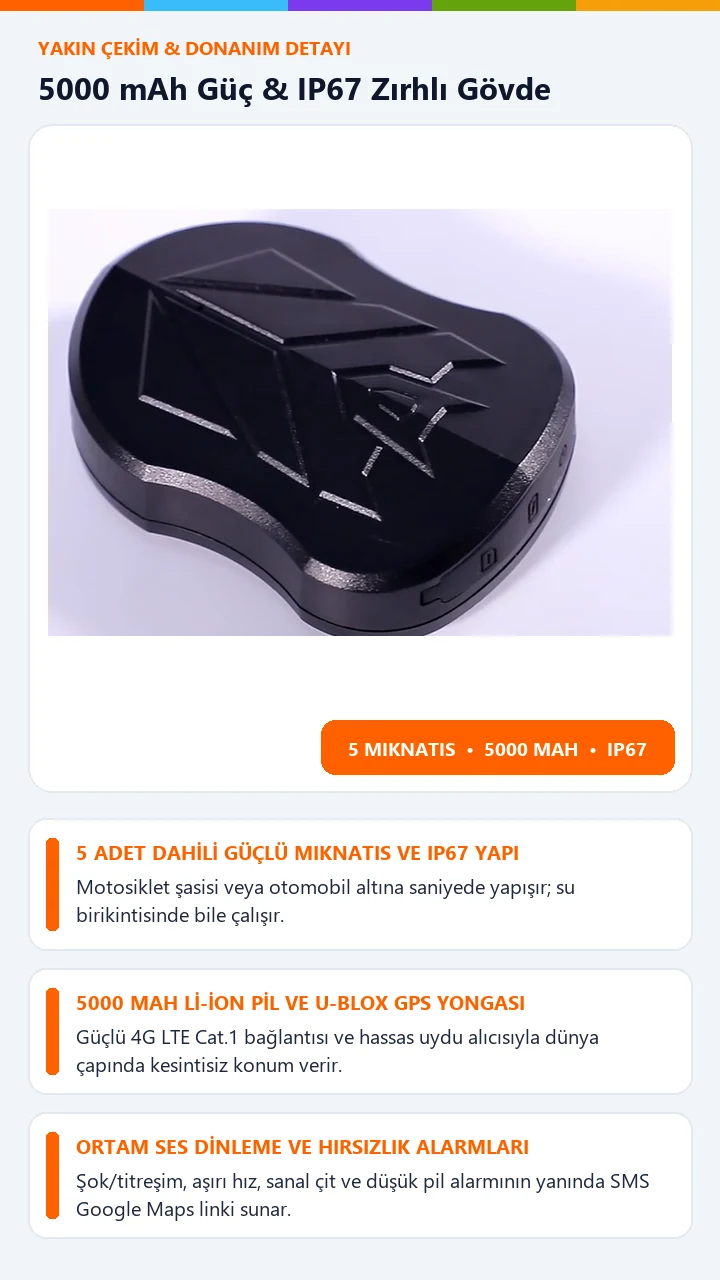 YAKIN ÇEKİM & DONANIM DETAYI
5000 mAh Güç & IP67 Zırhlı Gövde
5 MIKNATIS • 5000 MAH • IP67
5 ADET DAHİLİ GÜÇLÜ MIKNATIS VE IP67 YAPI
Motosiklet şasisi veya otomobil altına saniyede yapışır; su
birikintisinde bile çalışır.
5000 MAH Lİ-İON PİL VE U-BLOX GPS YONGASI
Güçlü 4G LTE Cat.1 bağlantısı ve hassas uydu alıcısıyla dünya
çapında kesintisiz konum verir.
ORTAM SES DİNLEME VE HIRSIZLIK ALARMLARI
Şok/titreşim, aşırı hız, sanal çit ve düşük pil alarmının yanında SMS
Google Maps linki sunar.